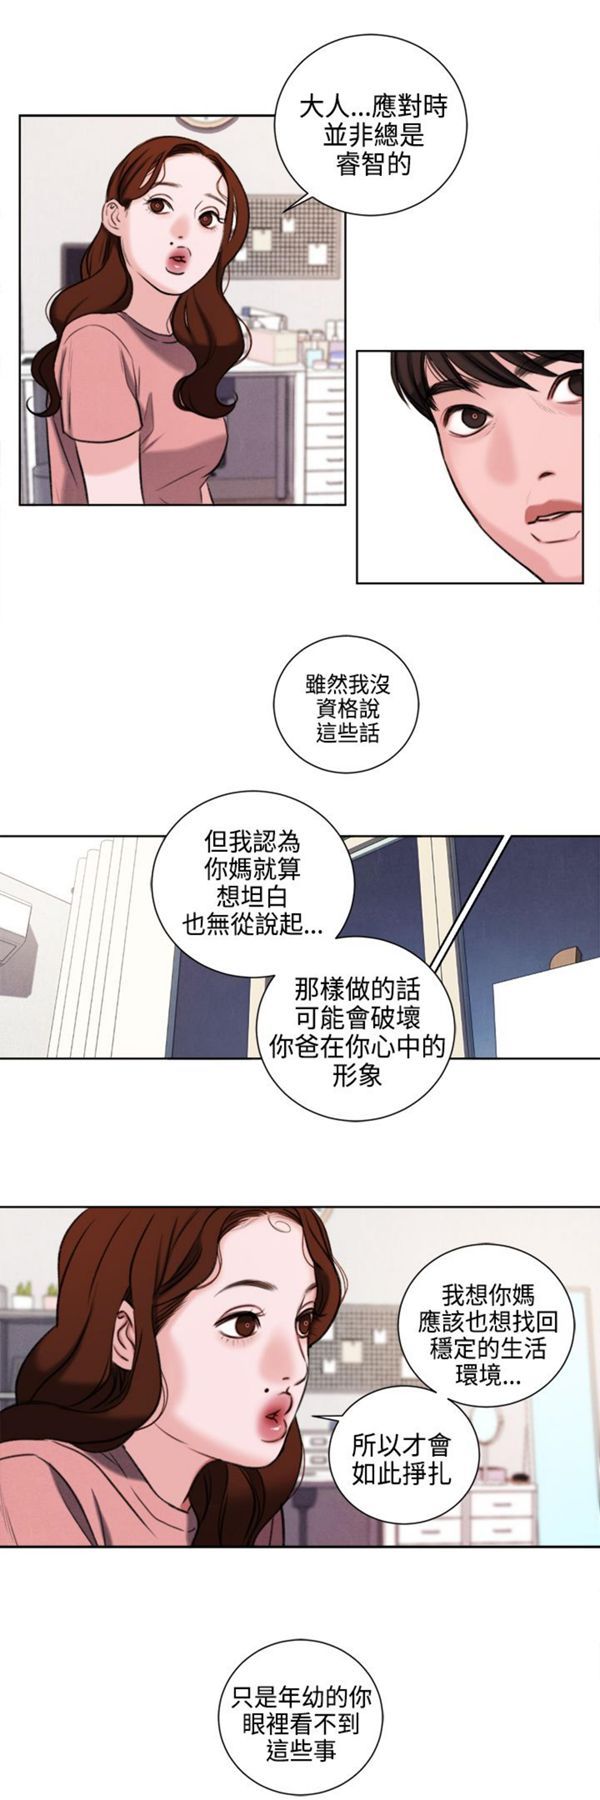 大人...應對時
並非總是
睿智的
雖然我沒
資格說
這些話
但我認為
你媽就算
想坦白
也無從說起...
那樣做的話
可能會破壞
你爸在你心中的
形象
我想你媽
應該也想找回
穩定的生活
環境...
所以才會
如此掙扎
只是年幼的你
眼裡看不到
這些事